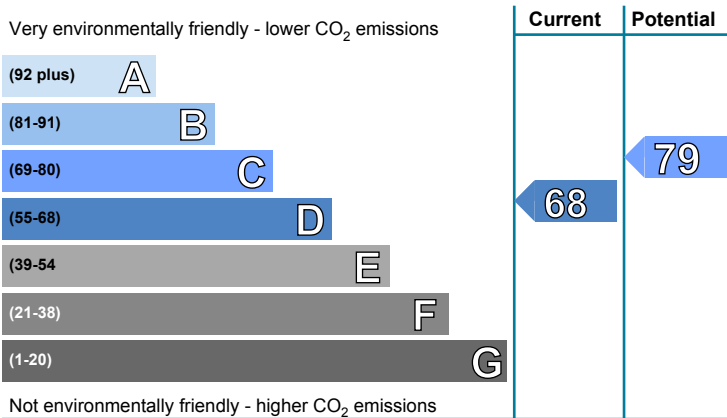 Very environmentally friendly - lower CO2 emissions
Current
Potential
(92 plus) A
(81-91) B
(69-80) C
(55-68) D
(39-54 E
(21-38) F
(1-20) G
79
68
Not environmentally friendly - higher CO2 emissions